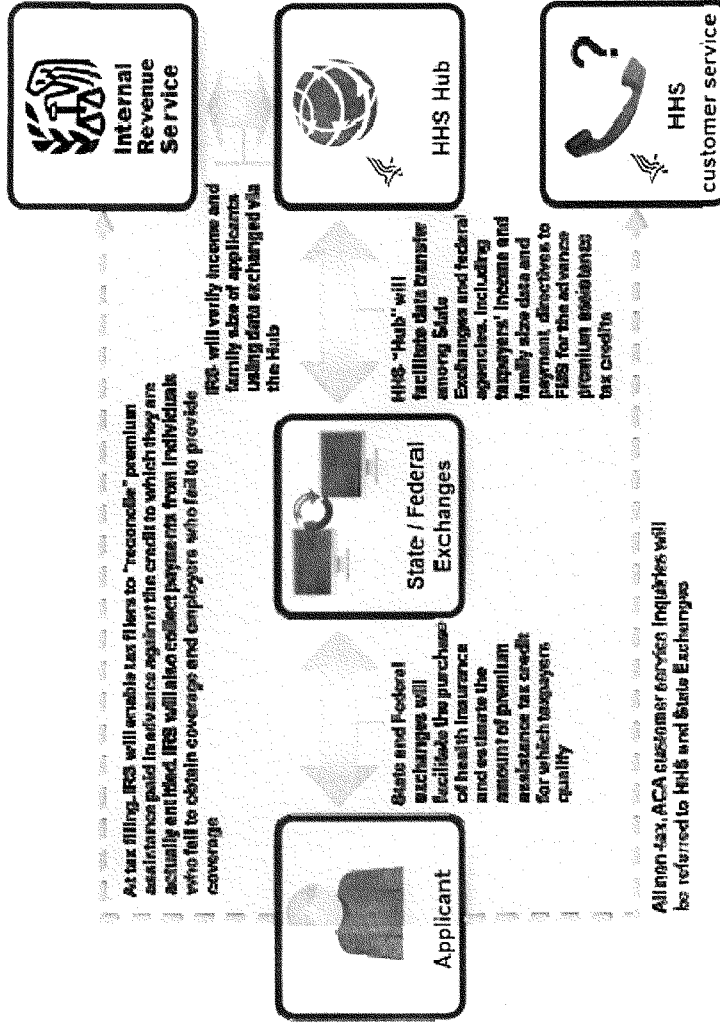 Internal
Revenue
Service
At tax filing, IRS will enable tax filers to "reconcile" premium
assistance paid in advance against the credit to which they are
actually entitled. IRS will also collect payments from individuals
who fail to obtain coverage and employers who fail to provide
coverage
IRS will verify income and
family size of applicants
using data exchanged via
the Hub
Applicant
State and Federal
exchanges will
facilitate the purchase
of health insurance
and estimate the
amount of premium
assistance tax credit
for which taxpayers
qualify
State / Federal
Exchanges
HHS "Hub" will
facilitate data transfer
among State
Exchanges and federal
agencies, including
taxpayers' income and
family size data and
payment directives to
FMS for the advance
premium assistance
tax credits
HHS Hub
All non-tax, ACA customer service inquiries will
be referred to HHS and State Exchanges
?
HHS
customer service